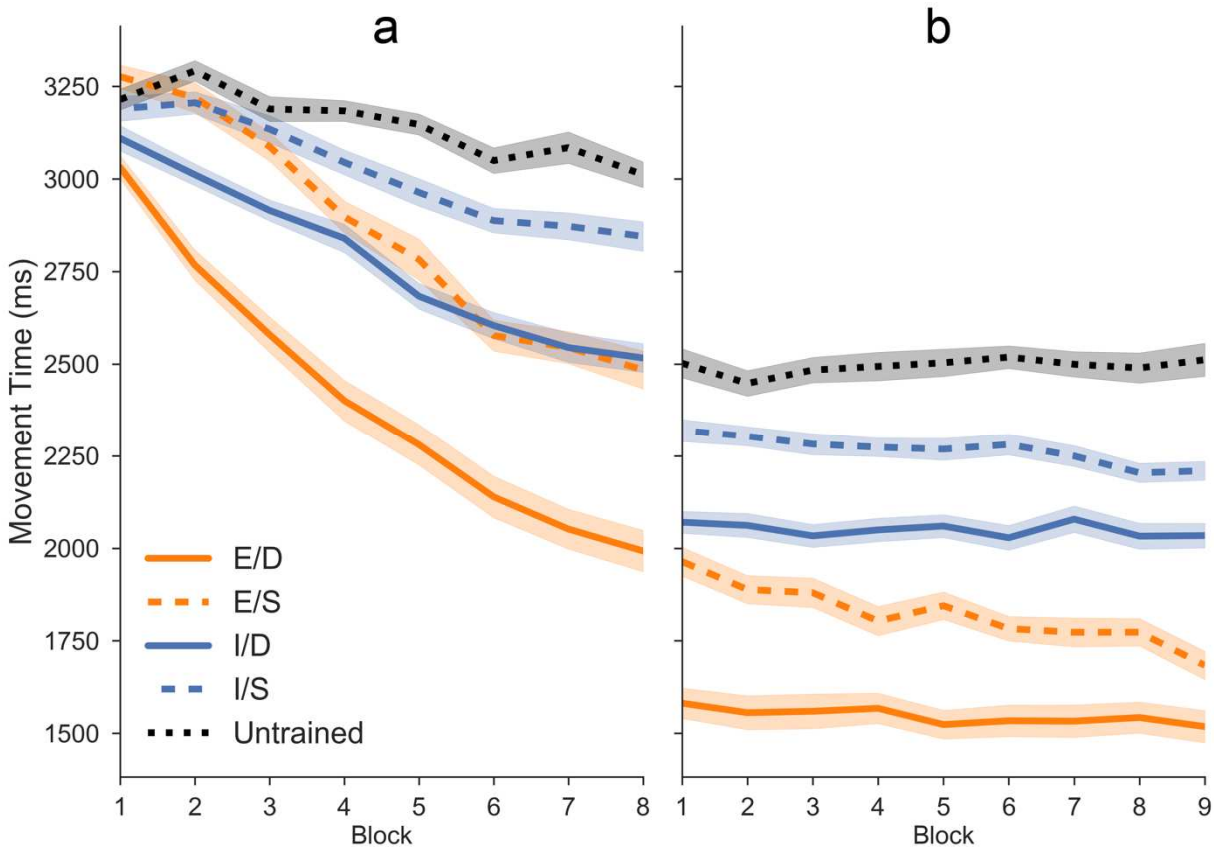 a
b
Movement Time (ms)
3250
3000
2750
2500
2250
2000
1750
1500
E/D
E/S
I/D
I/S
Untrained
1 2 3 4 5 6 7 8
Block
1 2 3 4 5 6 7 8 9
Block